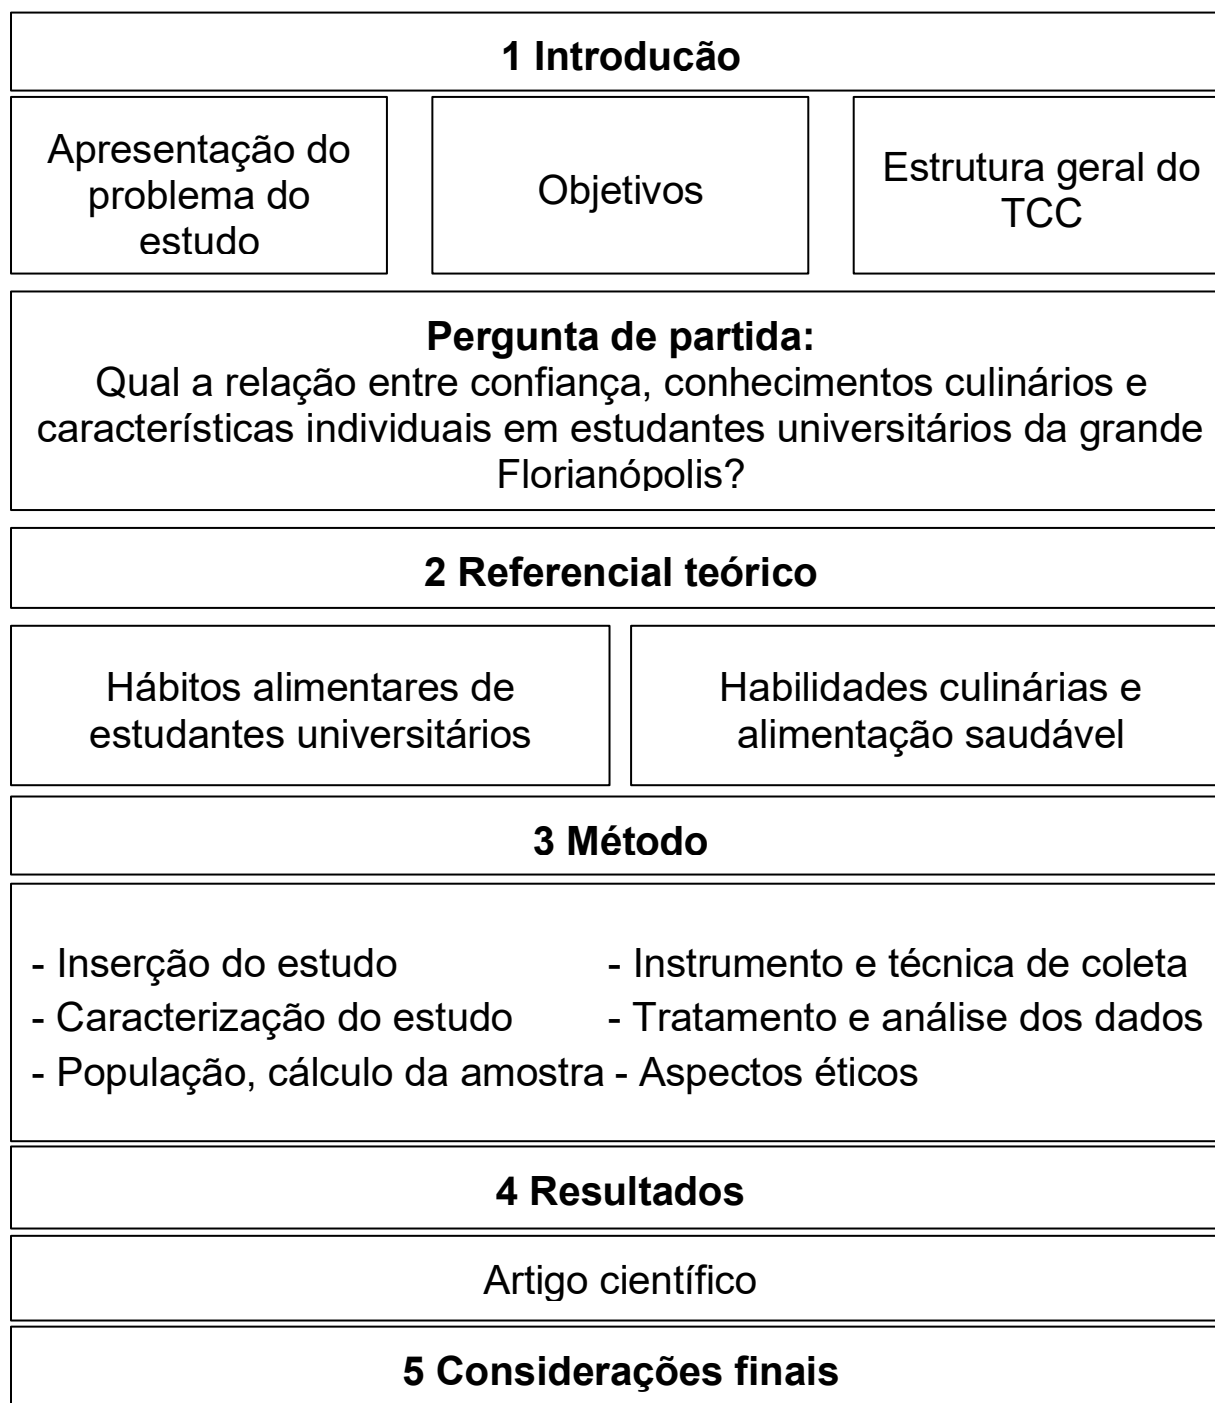 1 Introducão
Apresentação do
problema do
estudo
Objetivos
Estrutura geral do
TCC
Pergunta de partida:
Qual a relação entre confiança, conhecimentos culinários e
características individuais em estudantes universitários da grande
Florianópolis?
2 Referencial teórico
Hábitos alimentares de
estudantes universitários
Habilidades culinárias e
alimentação saudável
3 Método
- Inserção do estudo
- Caracterização do estudo
- População, cálculo da amostra
- Instrumento e técnica de coleta
- Tratamento e análise dos dados
- Aspectos éticos
4 Resultados
Artigo científico
5 Considerações finais